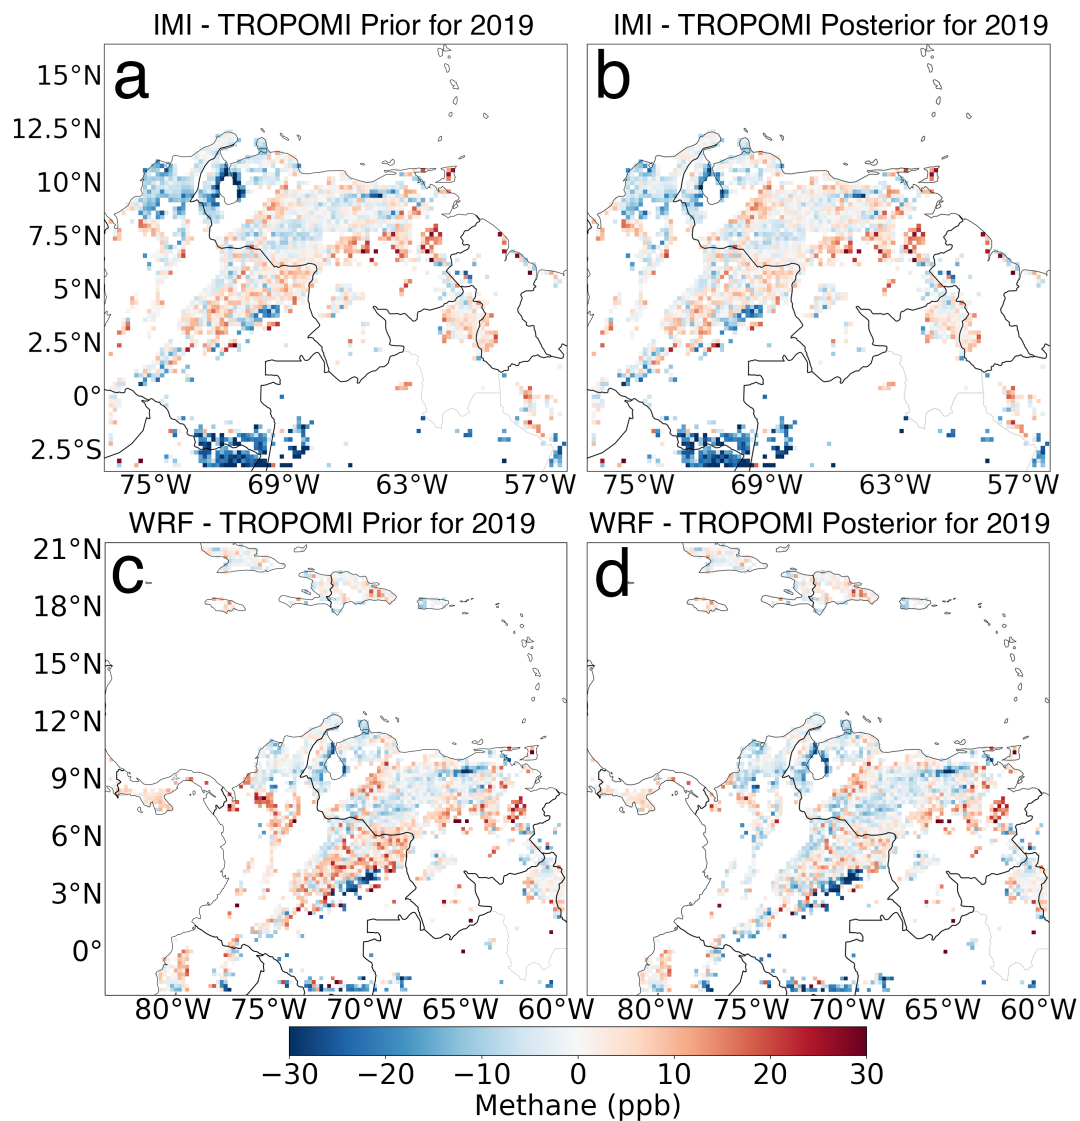 IMI - TROPOMI Prior for 2019
IMI - TROPOMI Posterior for 2019
a
b
15°N
12.5°N
10°N
7.5°N
5°N
2.5°N
0°
2.5°S
75°W 69°W 63°W 57°W
75°W 69°W 63°W 57°W
WRF - TROPOMI Prior for 2019
WRF - TROPOMI Posterior for 2019
c
d
21°N
18°N
15°N
12°N
9°N
6°N
3°N
0°
80°W 75°W 70°W 65°W 60°W
80°W 75°W 70°W 65°W 60°W
−30 −20 −10 0 10 20 30
Methane (ppb)